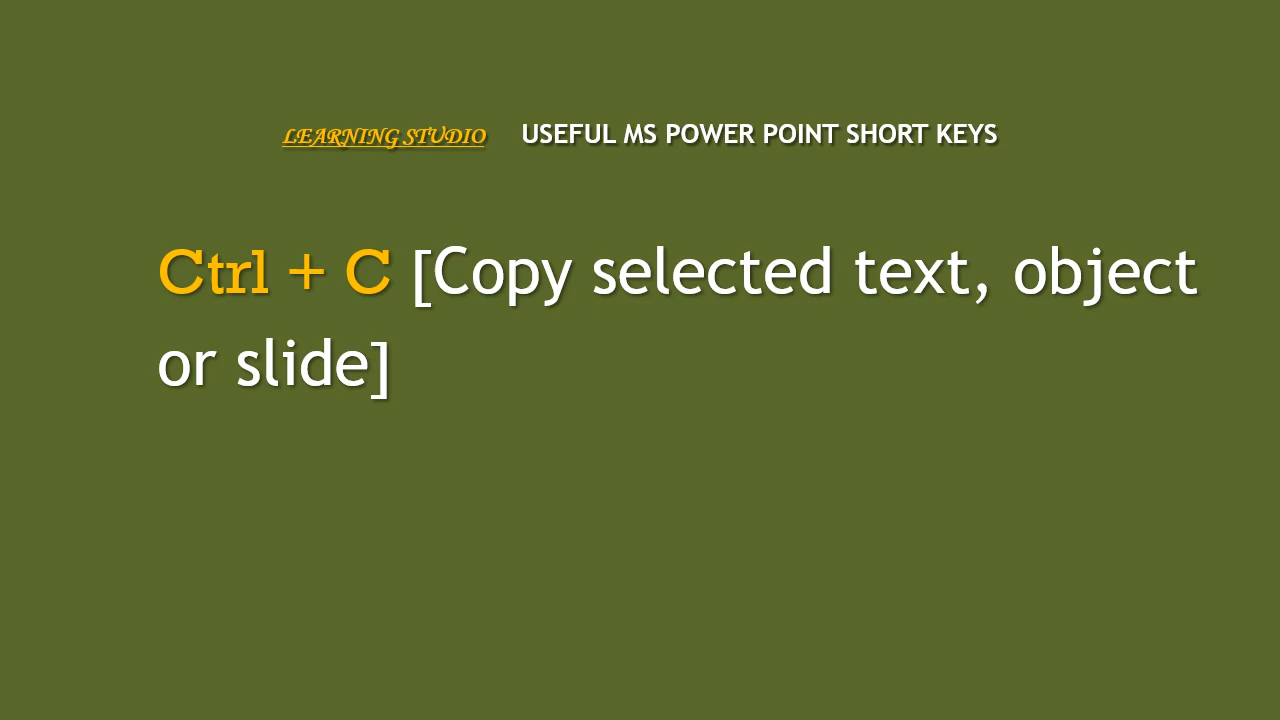 LEARNING STUDIO USEFUL MS POWER POINT SHORT KEYS
Ctrl + C [Copy selected text, object
or slide]